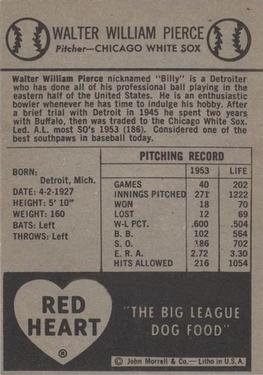 WALTER WILLIAM PIERCE
Pitcher—CHICAGO WHITE SOX
Walter William Pierce nicknamed "Billy" is a Detroiter
who has done all of his professional ball playing in the
eastern half of the United States. He is an enthusiastic
bowler whenever he has time to indulge his hobby. After
a brief trial with Detroit in 1945 he spent two years
with Buffalo, then was traded to the Chicago White Sox.
Led. A.L. most SO's 1953 (186). Considered one of the
best southpaws in baseball today.
BORN:
Detroit, Mich.
DATE: 4-2-1927
HEIGHT: 5' 10"
WEIGHT: 160
BATS: Left
THROWS: Left
PITCHING RECORD
1953 LIFE
GAMES 40 202
INNINGS PITCHED 271 1222
WON 18 70
LOST 12 69
W-L PCT. .600 .504
B. B. 102 564
S. O. 186 702
E. R. A. 2.72 3.30
HITS ALLOWED 216 1054
RED
HEART
®
"THE BIG LEAGUE
DOG FOOD"
© John Morrell & Co.—Litho in U.S.A.